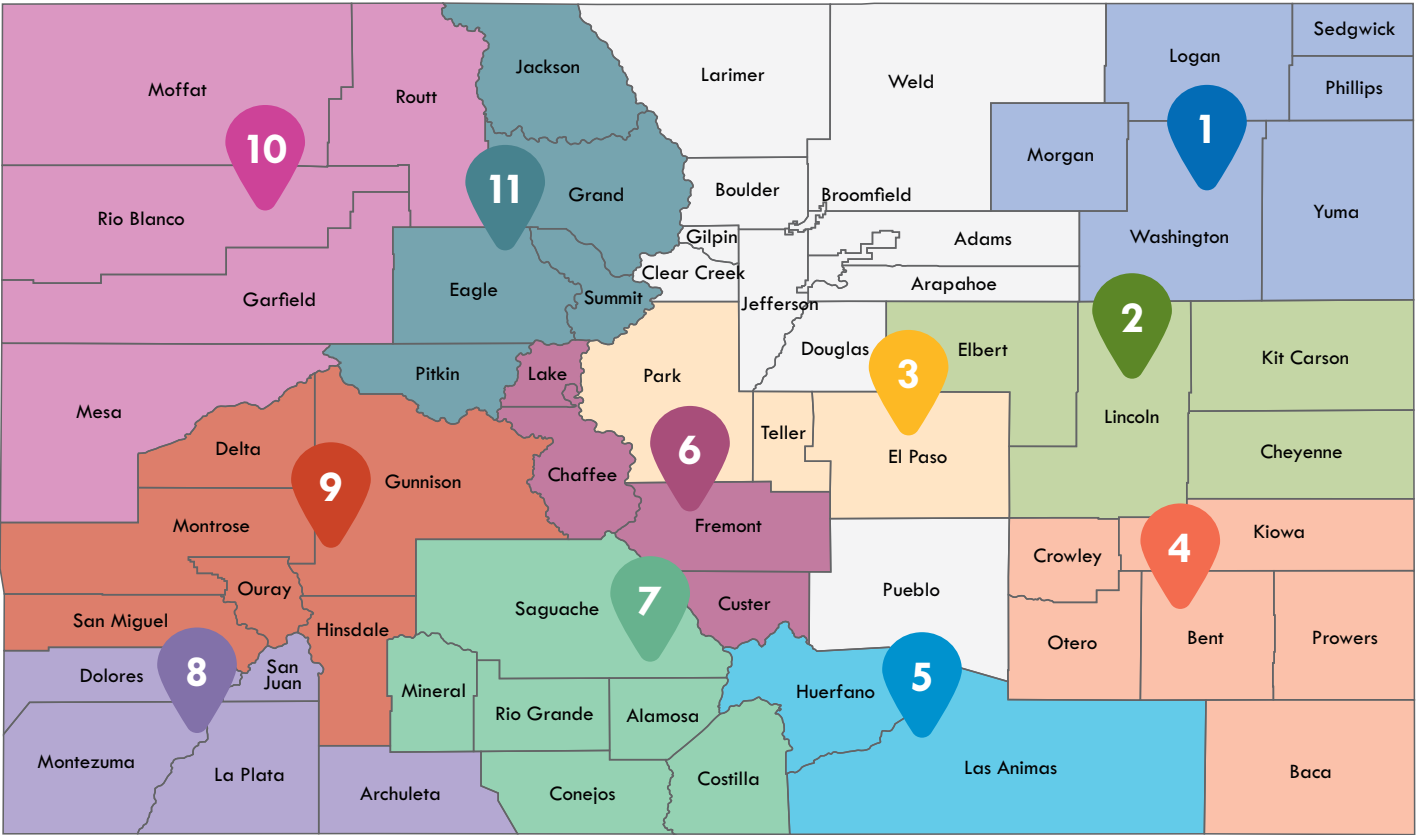 Sedgwick
Jackson
Logan
Larimer
Weld
Moffat
Routt
Phillips
1
10
Morgan
11
Boulder
Broomfield
Grand
Rio Blanco
Yuma
Gilpin
Adams
Washington
Clear Creek
Arapahoe
Eagle
Summit
Garfield
Jefferson
2
Douglas
Elbert
Kit Carson
Pitkin
Lake
Park
3
Mesa
Lincoln
Teller
Delta
6
El Paso
Cheyenne
Chaffee
Gunnison
9
Montrose
Fremont
Kiowa
4
Crowley
Ouray
Pueblo
Saguache
7
Custer
San Miguel
Hinsdale
Otero
Bent
Prowers
San
Juan
Dolores
8
5
Mineral
Huerfano
Rio Grande
Alamosa
Montezuma
La Plata
Las Animas
Baca
Costilla
Archuleta
Conejos